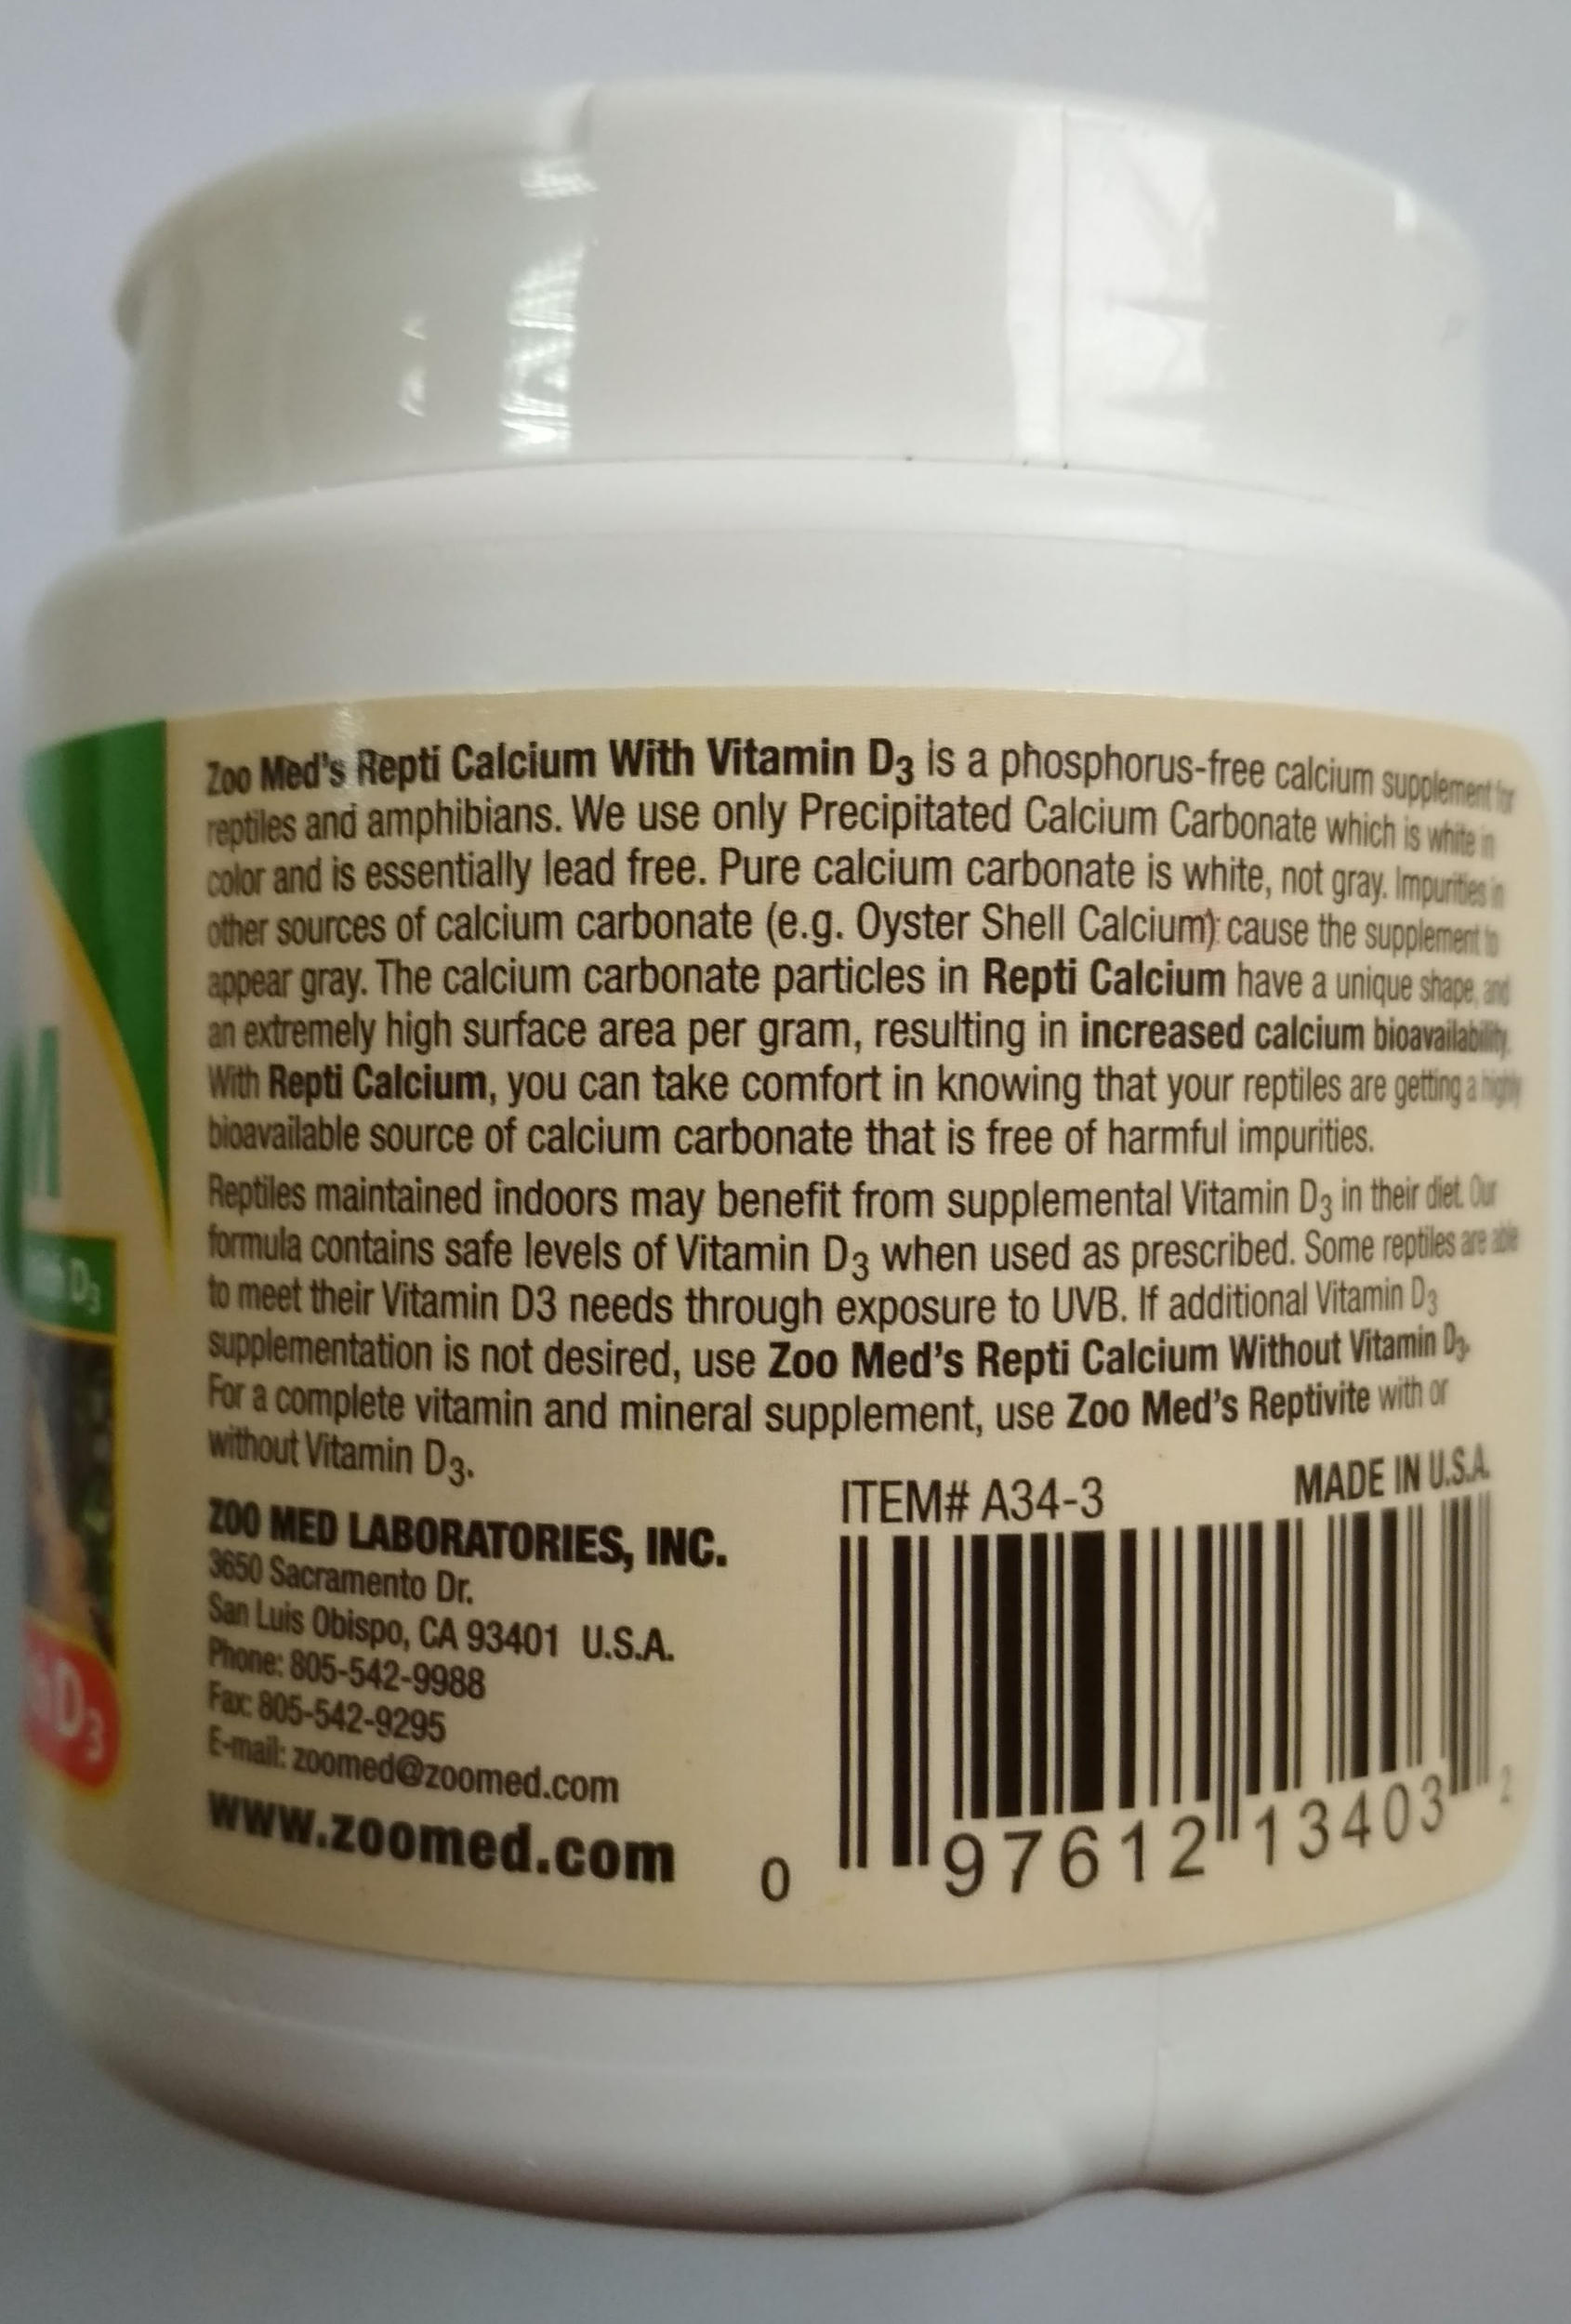 Zoo Med's Repti Calcium With Vitamin D3 is a phosphorus-free calcium supplement for
reptiles and amphibians. We use only Precipitated Calcium Carbonate which is white in
color and is essentially lead free. Pure calcium carbonate is white, not gray. Impurities in
other sources of calcium carbonate (e.g. Oyster Shell Calcium) cause the supplement to
appear gray. The calcium carbonate particles in Repti Calcium have a unique shape, and
an extremely high surface area per gram, resulting in increased calcium bioavailability.
With Repti Calcium, you can take comfort in knowing that your reptiles are getting a highly
bioavailable source of calcium carbonate that is free of harmful impurities.
Reptiles maintained indoors may benefit from supplemental Vitamin D3 in their diet. Our
formula contains safe levels of Vitamin D3 when used as prescribed. Some reptiles are able
to meet their Vitamin D3 needs through exposure to UVB. If additional Vitamin D3
supplementation is not desired, use Zoo Med's Repti Calcium Without Vitamin D3.
For a complete vitamin and mineral supplement, use Zoo Med's Reptivite with or
without Vitamin D3.
ZOO MED LABORATORIES, INC.
3650 Sacramento Dr.
San Luis Obispo, CA 93401 U.S.A.
Phone: 805-542-9988
Fax: 805-542-9295
E-mail: zoomed@zoomed.com
www.zoomed.com
ITEM# A34-3
MADE IN U.S.A.
0 97612 13403 2
D3
D3